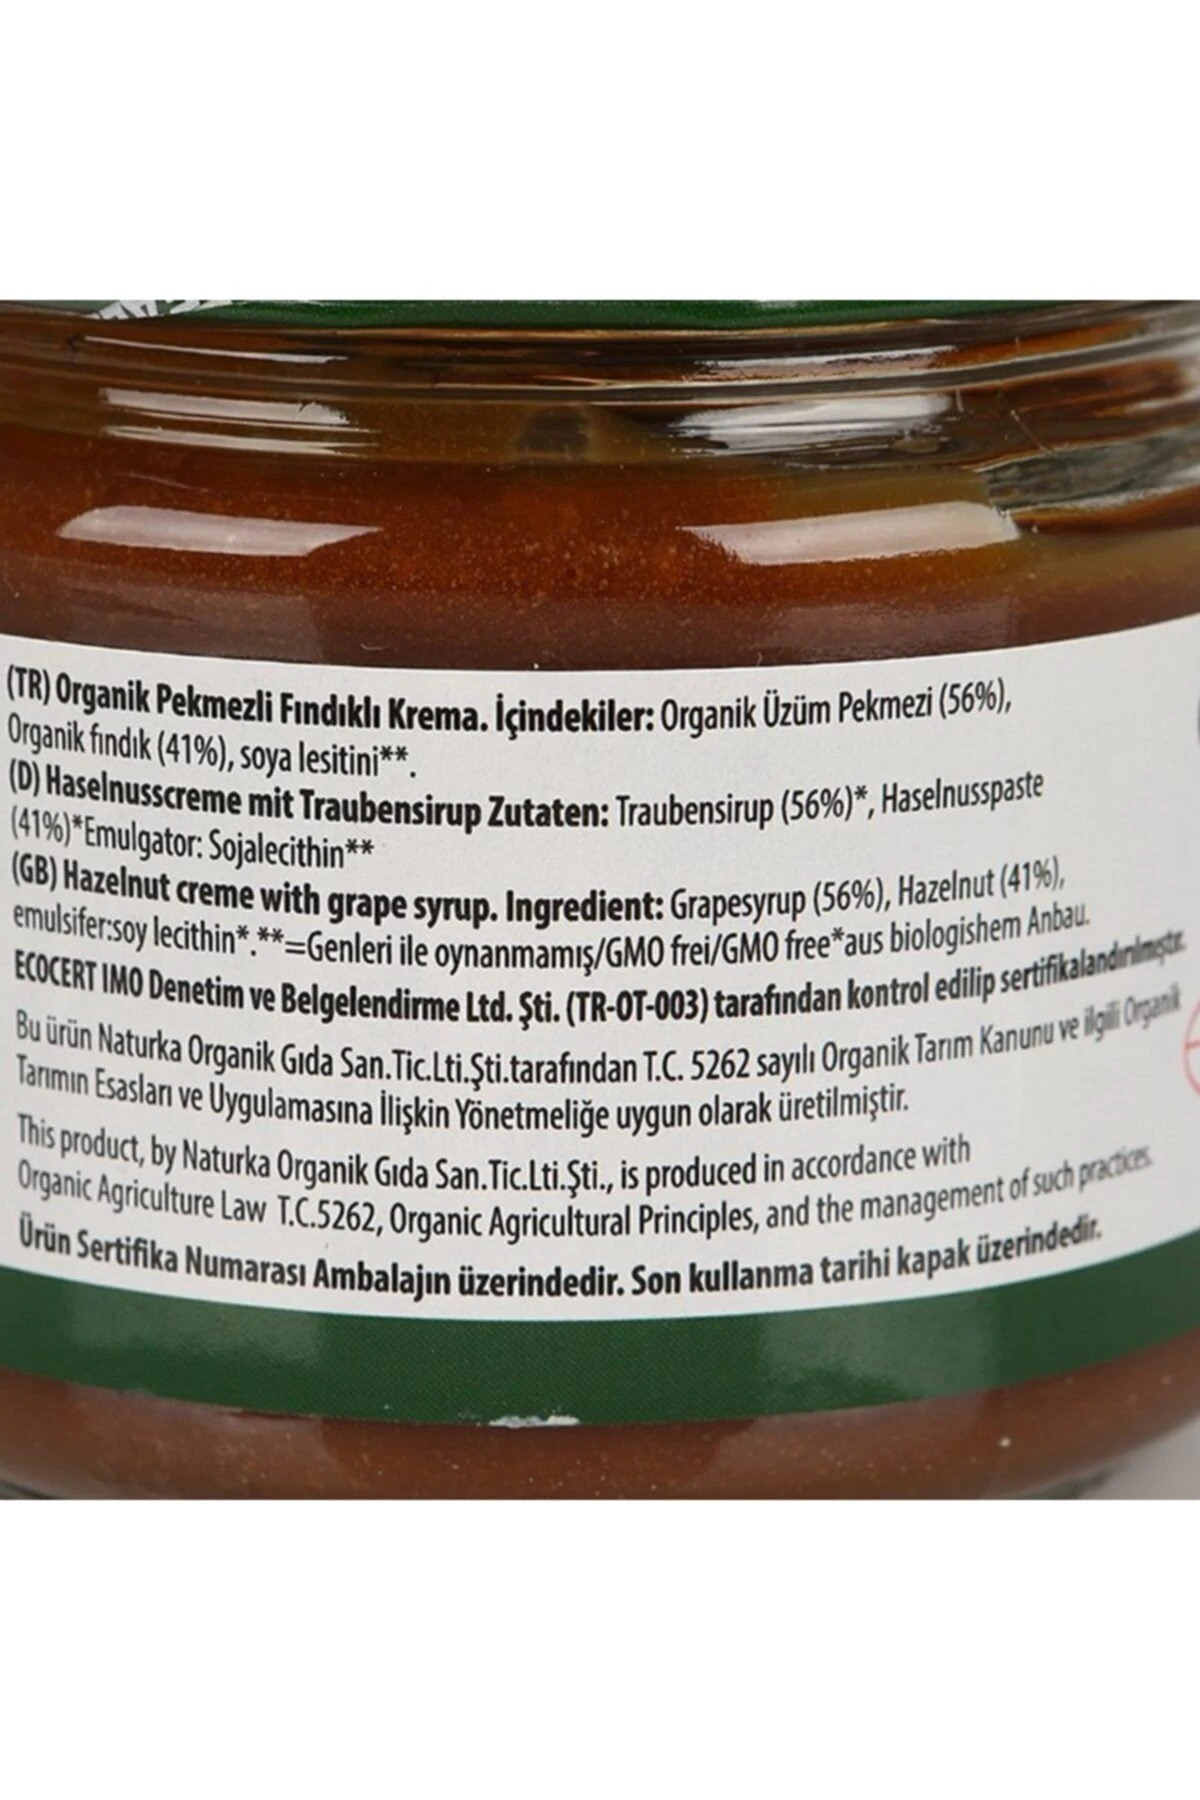 (TR) Organik Pekmezli Fındıklı Krema. İçindekiler: Organik Üzüm Pekmezi (56%),
Organik fındık (41%), soya lesitini**.
(D) Haselnusscreme mit Traubensirup Zutaten: Traubensirup (56%)*, Haselnusspaste
(41%)*Emulgator: Sojalecithin**
(GB) Hazelnut creme with grape syrup. Ingredient: Grapesyrup (56%), Hazelnut (41%),
emulsifer:soy lecithin*.**=Genleri ile oynanmamış/GMO frei/GMO free*aus biologishem Anbau.
ECOCERT IMO Denetim ve Belgelendirme Ltd. Şti. (TR-OT-003) tarafından kontrol edilip sertifikalandırılmıştır.
Bu ürün Naturka Organik Gıda San.Tic.Lti.Şti.tarafından T.C. 5262 sayılı Organik Tarım Kanunu ve ilgili Organik
Tarımın Esasları ve Uygulamasına İlişkin Yönetmeliğe uygun olarak üretilmiştir.
This product, by Naturka Organik Gıda San.Tic.Lti.Şti., is produced in accordance with
Organic Agriculture Law T.C.5262, Organic Agricultural Principles, and the management of such practices.
Ürün Sertifika Numarası Ambalajın üzerindedir. Son kullanma tarihi kapak üzerindedir.